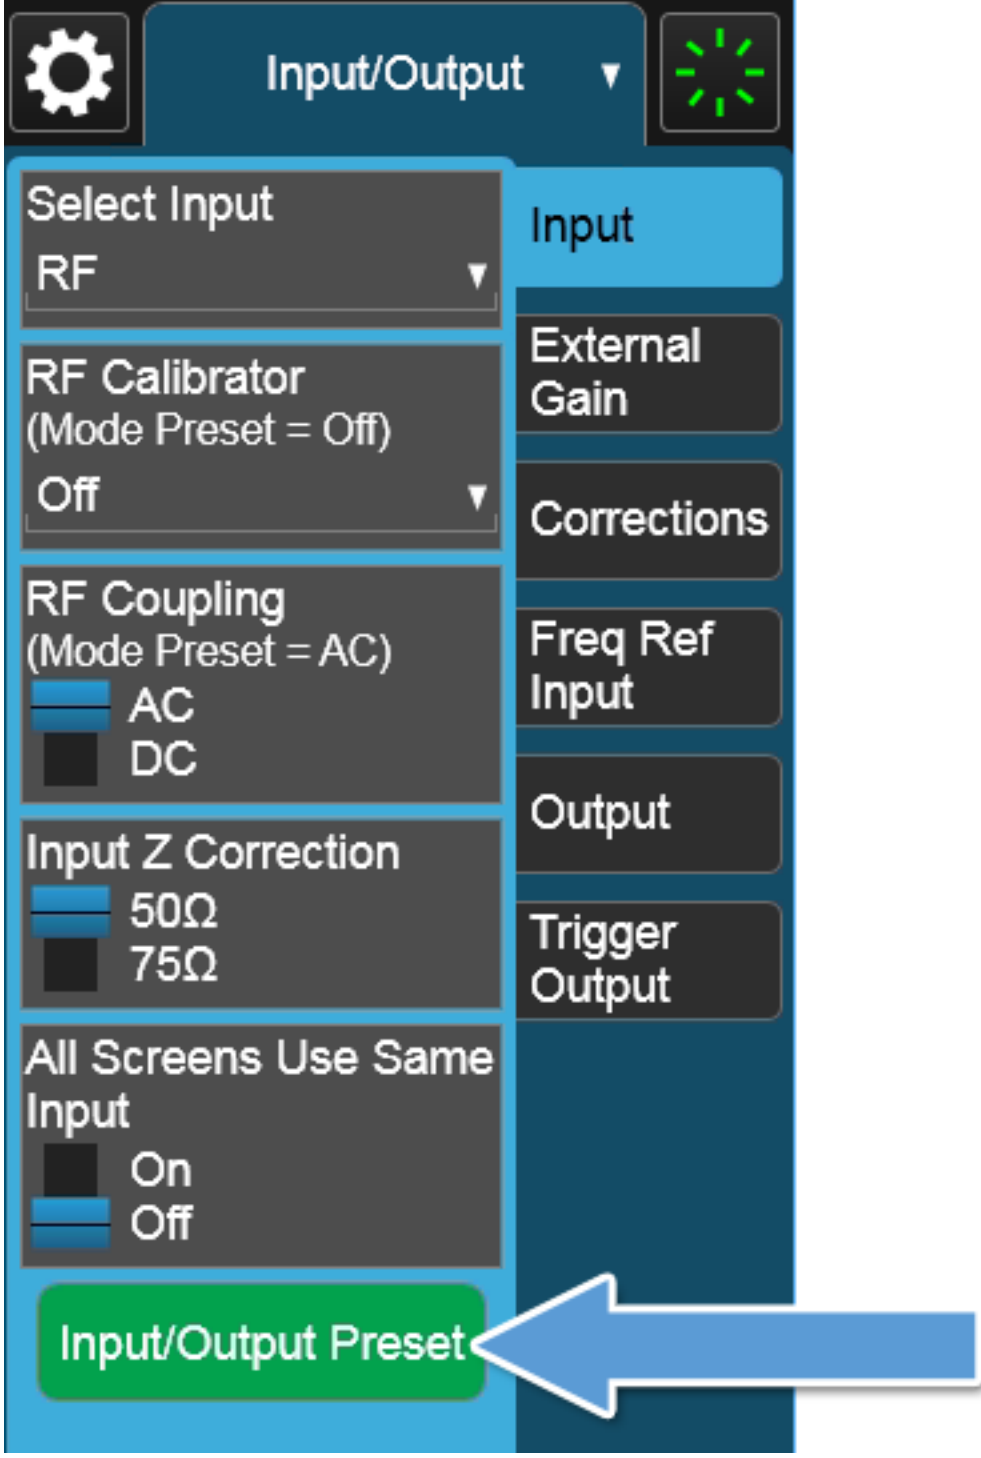 Input/Output
Select Input
RF
RF Calibrator
(Mode Preset = Off)
Off
RF Coupling
(Mode Preset = AC)
AC
DC
Input Z Correction
50Ω
75Ω
All Screens Use Same
Input
On
Off
Input/Output Preset
Input
External
Gain
Corrections
Freq Ref
Input
Output
Trigger
Output